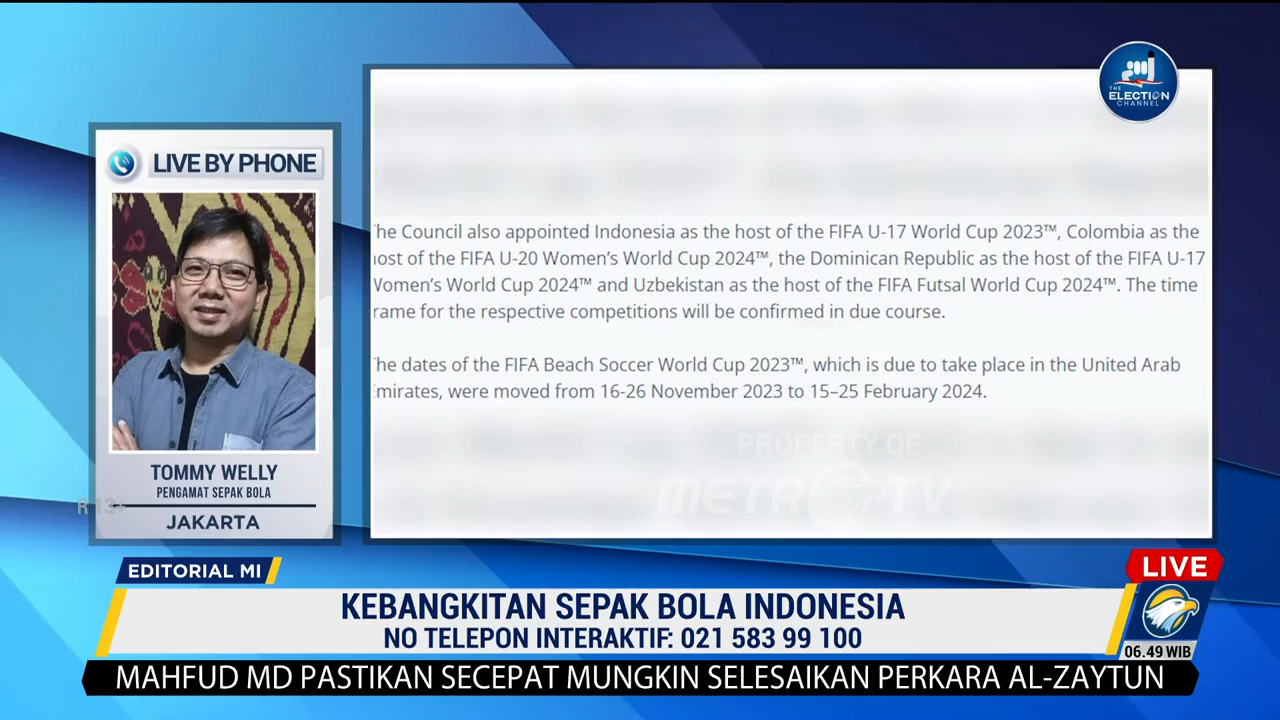 THE
ELECTION
CHANNEL
LIVE BY PHONE
he Council also appointed Indonesia as the host of the FIFA U-17 World Cup 2023™, Colombia as the
ost of the FIFA U-20 Women's World Cup 2024™, the Dominican Republic as the host of the FIFA U-17
Women's World Cup 2024™ and Uzbekistan as the host of the FIFA Futsal World Cup 2024™. The time
rame for the respective competitions will be confirmed in due course.
he dates of the FIFA Beach Soccer World Cup 2023™, which is due to take place in the United Arab
mirates, were moved from 16-26 November 2023 to 15–25 February 2024.
PROPERTY OF
METRO TV
TOMMY WELLY
PENGAMAT SEPAK BOLA
R 13+
JAKARTA
EDITORIAL MI
LIVE
KEBANGKITAN SEPAK BOLA INDONESIA
NO TELEPON INTERAKTIF: 021 583 99 100
06.49 WIB
MAHFUD MD PASTIKAN SECEPAT MUNGKIN SELESAIKAN PERKARA AL-ZAYTUN